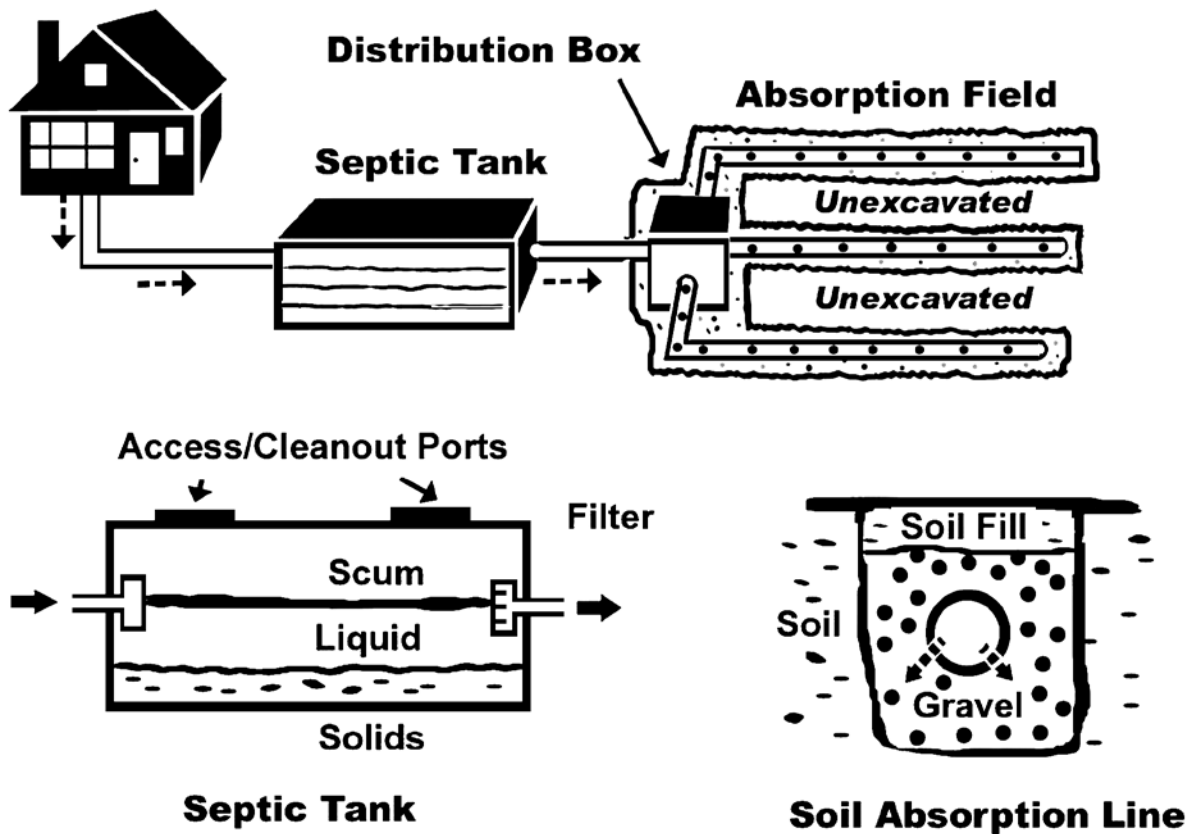 Distribution Box
Absorption Field
Septic Tank
Unexcavated
Unexcavated
Access/Cleanout Ports
Filter
Scum
Liquid
Solids
Septic Tank
Soil Fill
Soil
Gravel
Soil Absorption Line